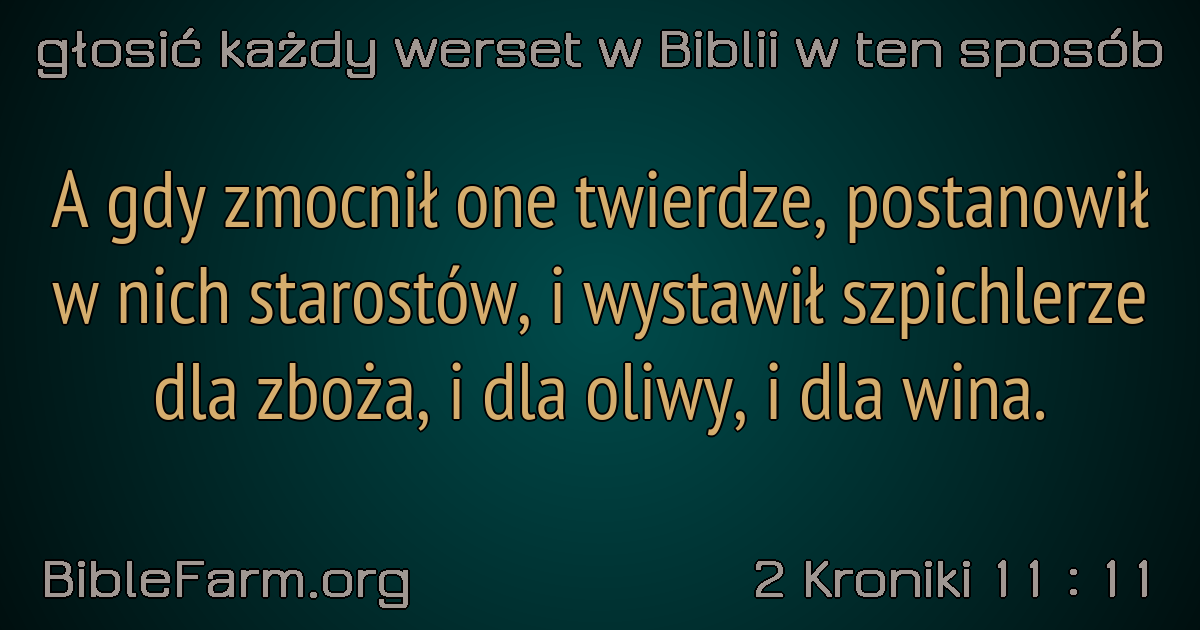 głosić każdy werset w Biblii w ten sposób
A gdy zmocnił one twierdze, postanowił
w nich starostów, i wystawił szpichlerze
dla zboża, i dla oliwy, i dla wina.
BibleFarm.org
2 Kroniki 11 : 11